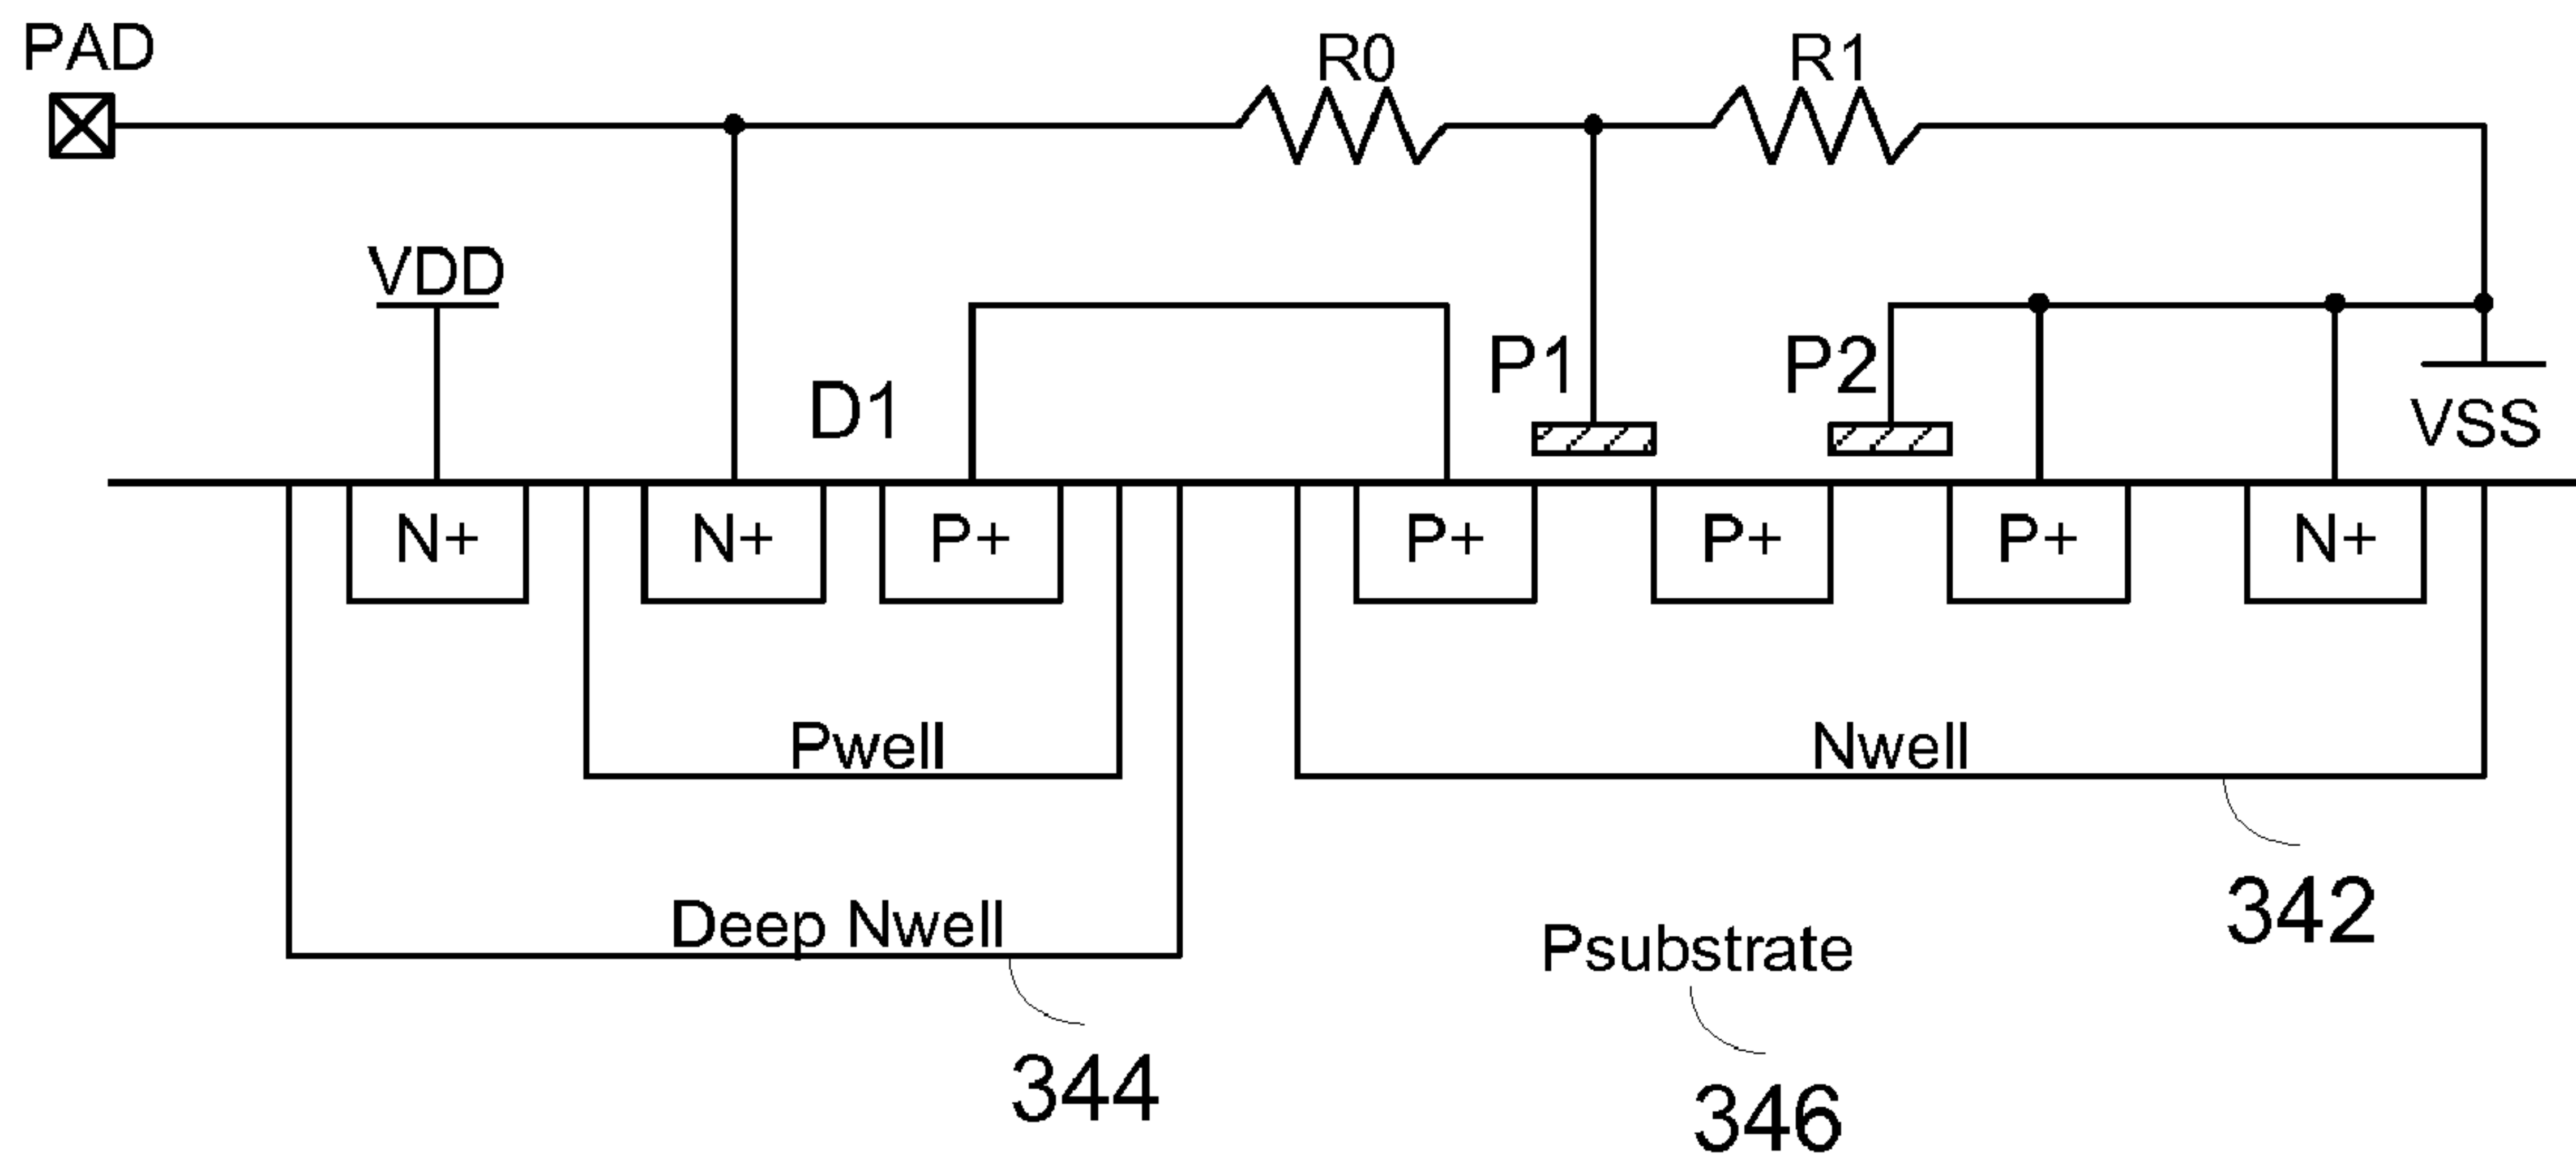 PAD
R0
R1
VDD
D1
P1
P2
VSS
N+
N+
P+
P+
P+
P+
N+
Pwell
Nwell
Deep Nwell
Psubstrate
342
344
346